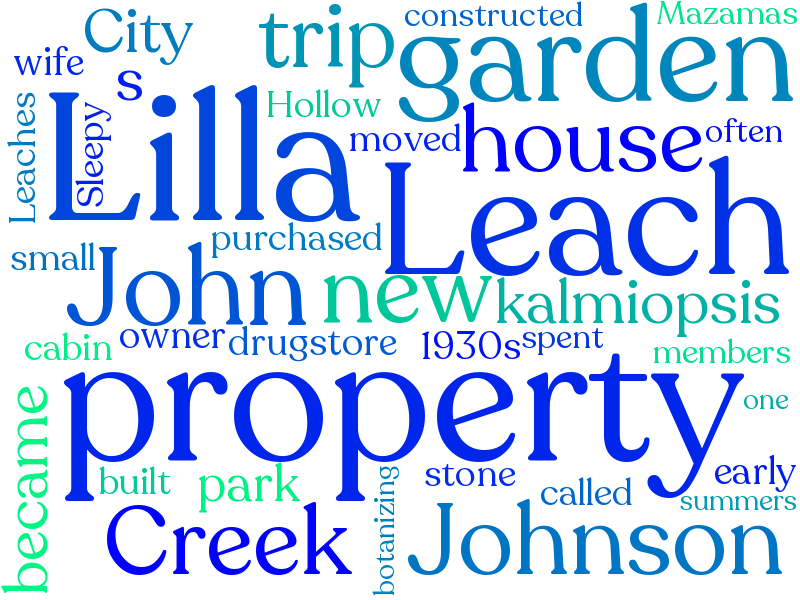 constructed
Mazamas
City
trip
garden
wife
s
Hollow
Lilla
Leaches
Sleepy
moved
house
often
Leach
purchased
small
John
new
kalmiopsis
owner
drugstore
1930s
spent
cabin
members
property
one
became
built
park
botanizing
stone
called
early
summers
Creek
Johnson